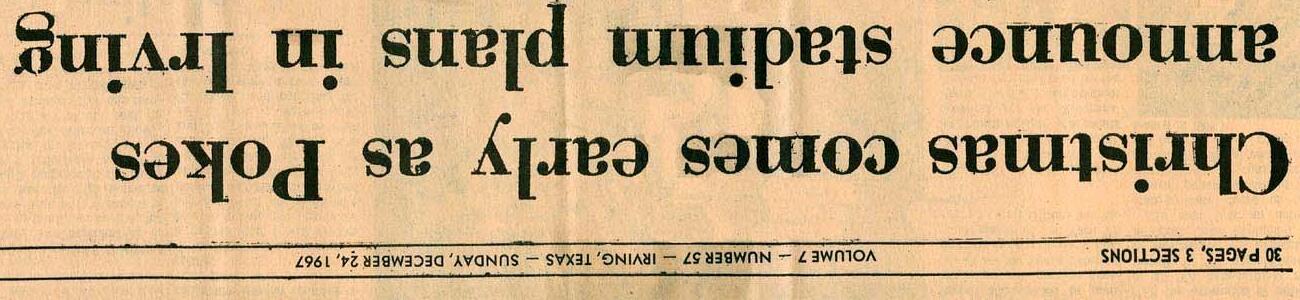 30 PAGES, 3 SECTIONS VOLUME 7 — NUMBER 57 — IRVING, TEXAS — SUNDAY, DECEMBER 24, 1967
Christmas comes early as Pokes
announce stadium plans in Irving